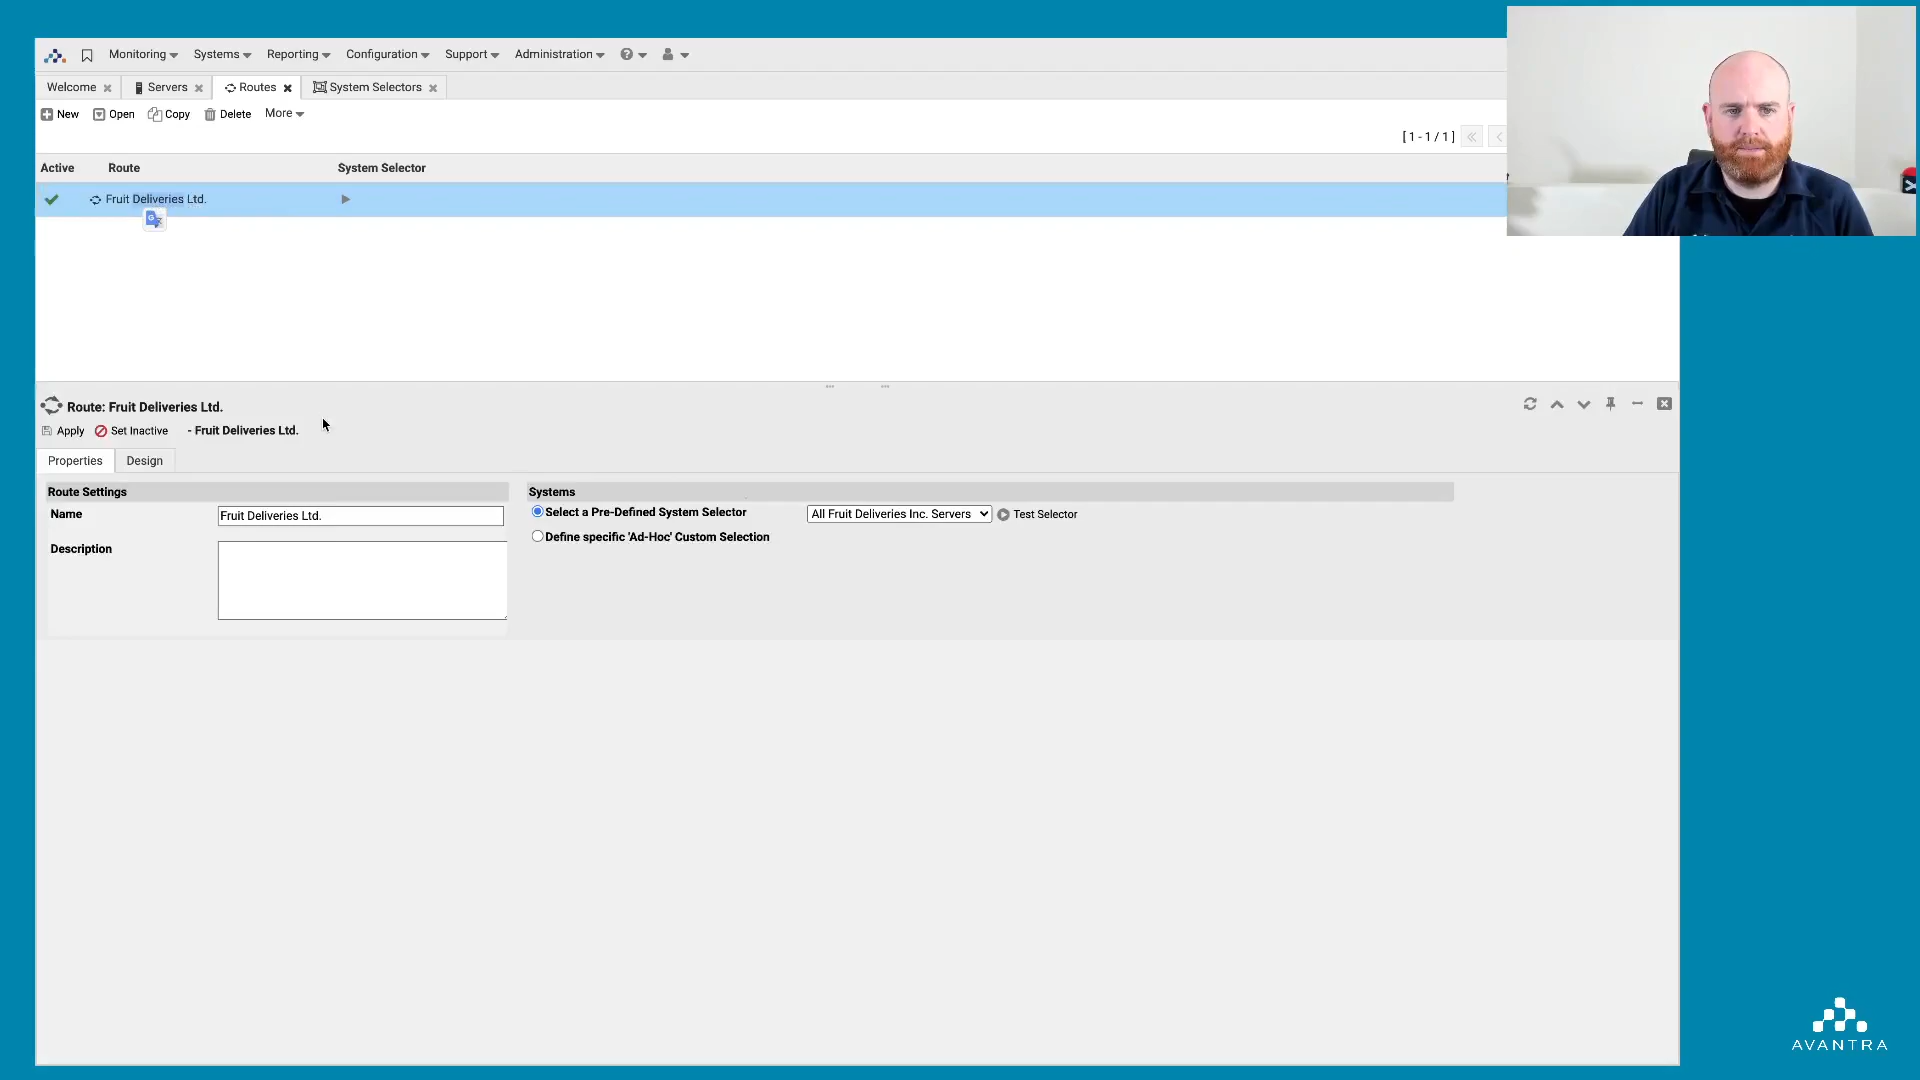 Monitoring Systems Reporting Configuration Support Administration
Welcome Servers Routes System Selectors
New Open Copy Delete More
[ 1 - 1 / 1 ]
Active Route System Selector
Fruit Deliveries Ltd.
Route: Fruit Deliveries Ltd.
Apply Set Inactive - Fruit Deliveries Ltd.
Properties Design
Route Settings Systems
Name Fruit Deliveries Ltd. Select a Pre-Defined System Selector All Fruit Deliveries Inc. Servers Test Selector
Define specific 'Ad-Hoc' Custom Selection
Description
AVANTRA